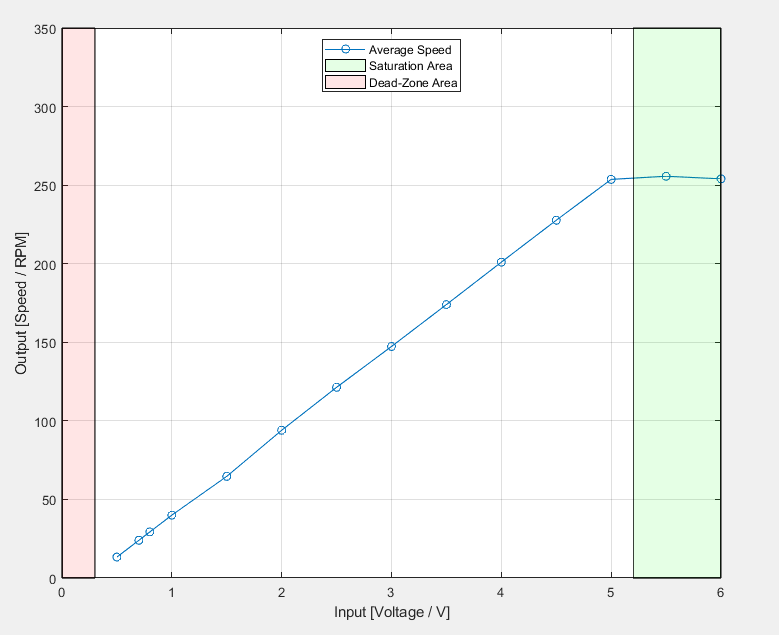 350
300
250
200
150
100
50
0
Output [Speed / RPM]
Average Speed
Saturation Area
Dead-Zone Area
0 1 2 3 4 5 6
Input [Voltage / V]